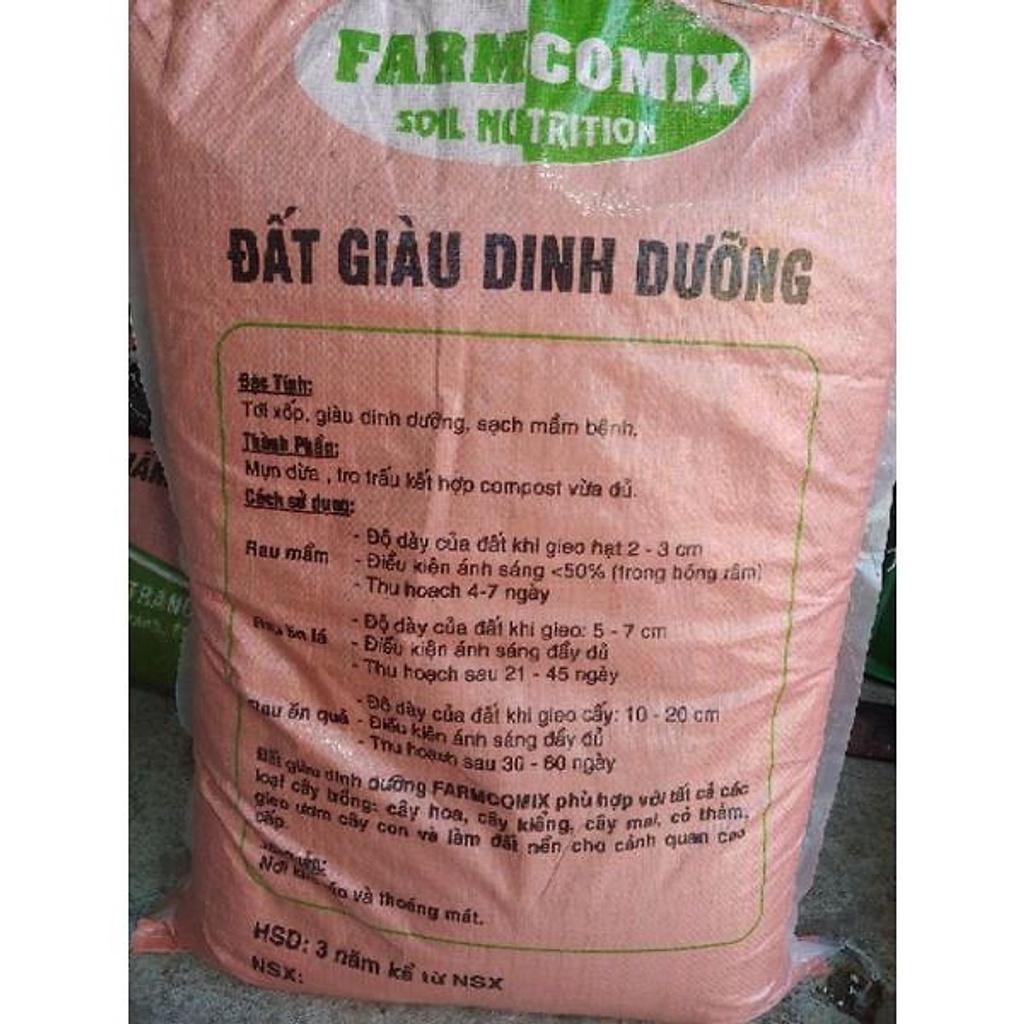 FARMCOMIX
SOIL NUTRITION
ĐẤT GIÀU DINH DƯỠNG
Đặc Tính:
Tơi xốp, giàu dinh dưỡng, sạch mầm bệnh.
Thành Phần:
Mụn dừa , tro trấu kết hợp compost vừa đủ.
Cách sử dụng:
Rau mầm
- Độ dày của đất khi gieo hạt 2 - 3 cm
- Điều kiện ánh sáng <50% (trong bóng râm)
- Thu hoạch 4-7 ngày
Rau ăn lá
- Độ dày của đất khi gieo: 5 - 7 cm
- Điều kiện ánh sáng đầy đủ
- Thu hoạch sau 21 - 45 ngày
Rau ăn quả
- Độ dày của đất khi gieo cấy: 10 - 20 cm
- Điều kiện ánh sáng đầy đủ
- Thu hoạch sau 30 - 60 ngày
Đất giàu dinh dưỡng FARMCOMIX phù hợp với tất cả các
loại cây trồng: cây hoa, cây kiểng, cây mai, cỏ thảm,
gieo ươm cây con và làm đất nền cho cảnh quan cao
cấp.
Nơi và thoáng mát.
HSD: 3 năm kể từ NSX
NSX:
TRANG